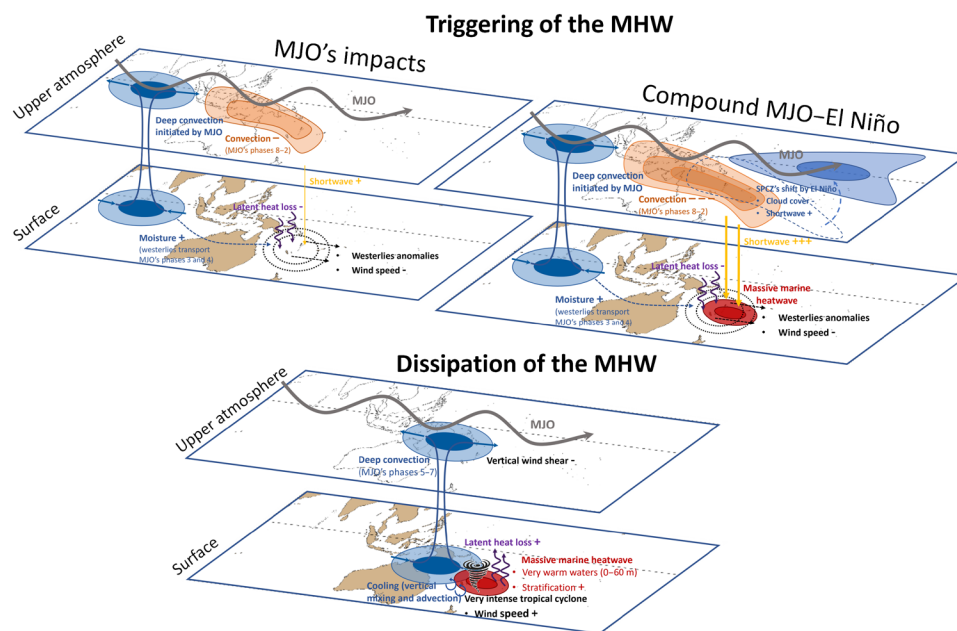 Triggering of the MHW
MJO's impacts
Upper atmosphere
MJO
Deep convection
initiated by MJO
Convection –
(MJO's phases 8–2)
Surface
Shortwave +
Latent heat loss -
Moisture +
(westerlies transport
MJO's phases 3 and 4)
• Westerlies anomalies
• Wind speed -
Compound MJO–El Niño
MJO
Deep convection
initiated by MJO
Convection – –
(MJO's phases 8–2)
SPCZ's shift by El Niño
• Cloud cover -
• Shortwave +
Shortwave +++
Latent heat loss -
Massive marine
heatwave
Moisture +
(westerlies transport
MJO's phases 3 and 4)
• Westerlies anomalies
• Wind speed -
Dissipation of the MHW
Upper atmosphere
MJO
Deep convection
(MJO's phases 5–7)
Vertical wind shear -
Surface
Latent heat loss +
Massive marine heatwave
• Very warm waters (0–60 m)
• Stratification +
Cooling (vertical
mixing and advection)
Very intense tropical cyclone
• Wind speed +